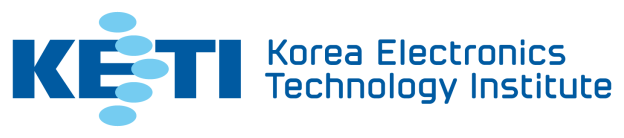 KETI
Korea Electronics
Technology Institute